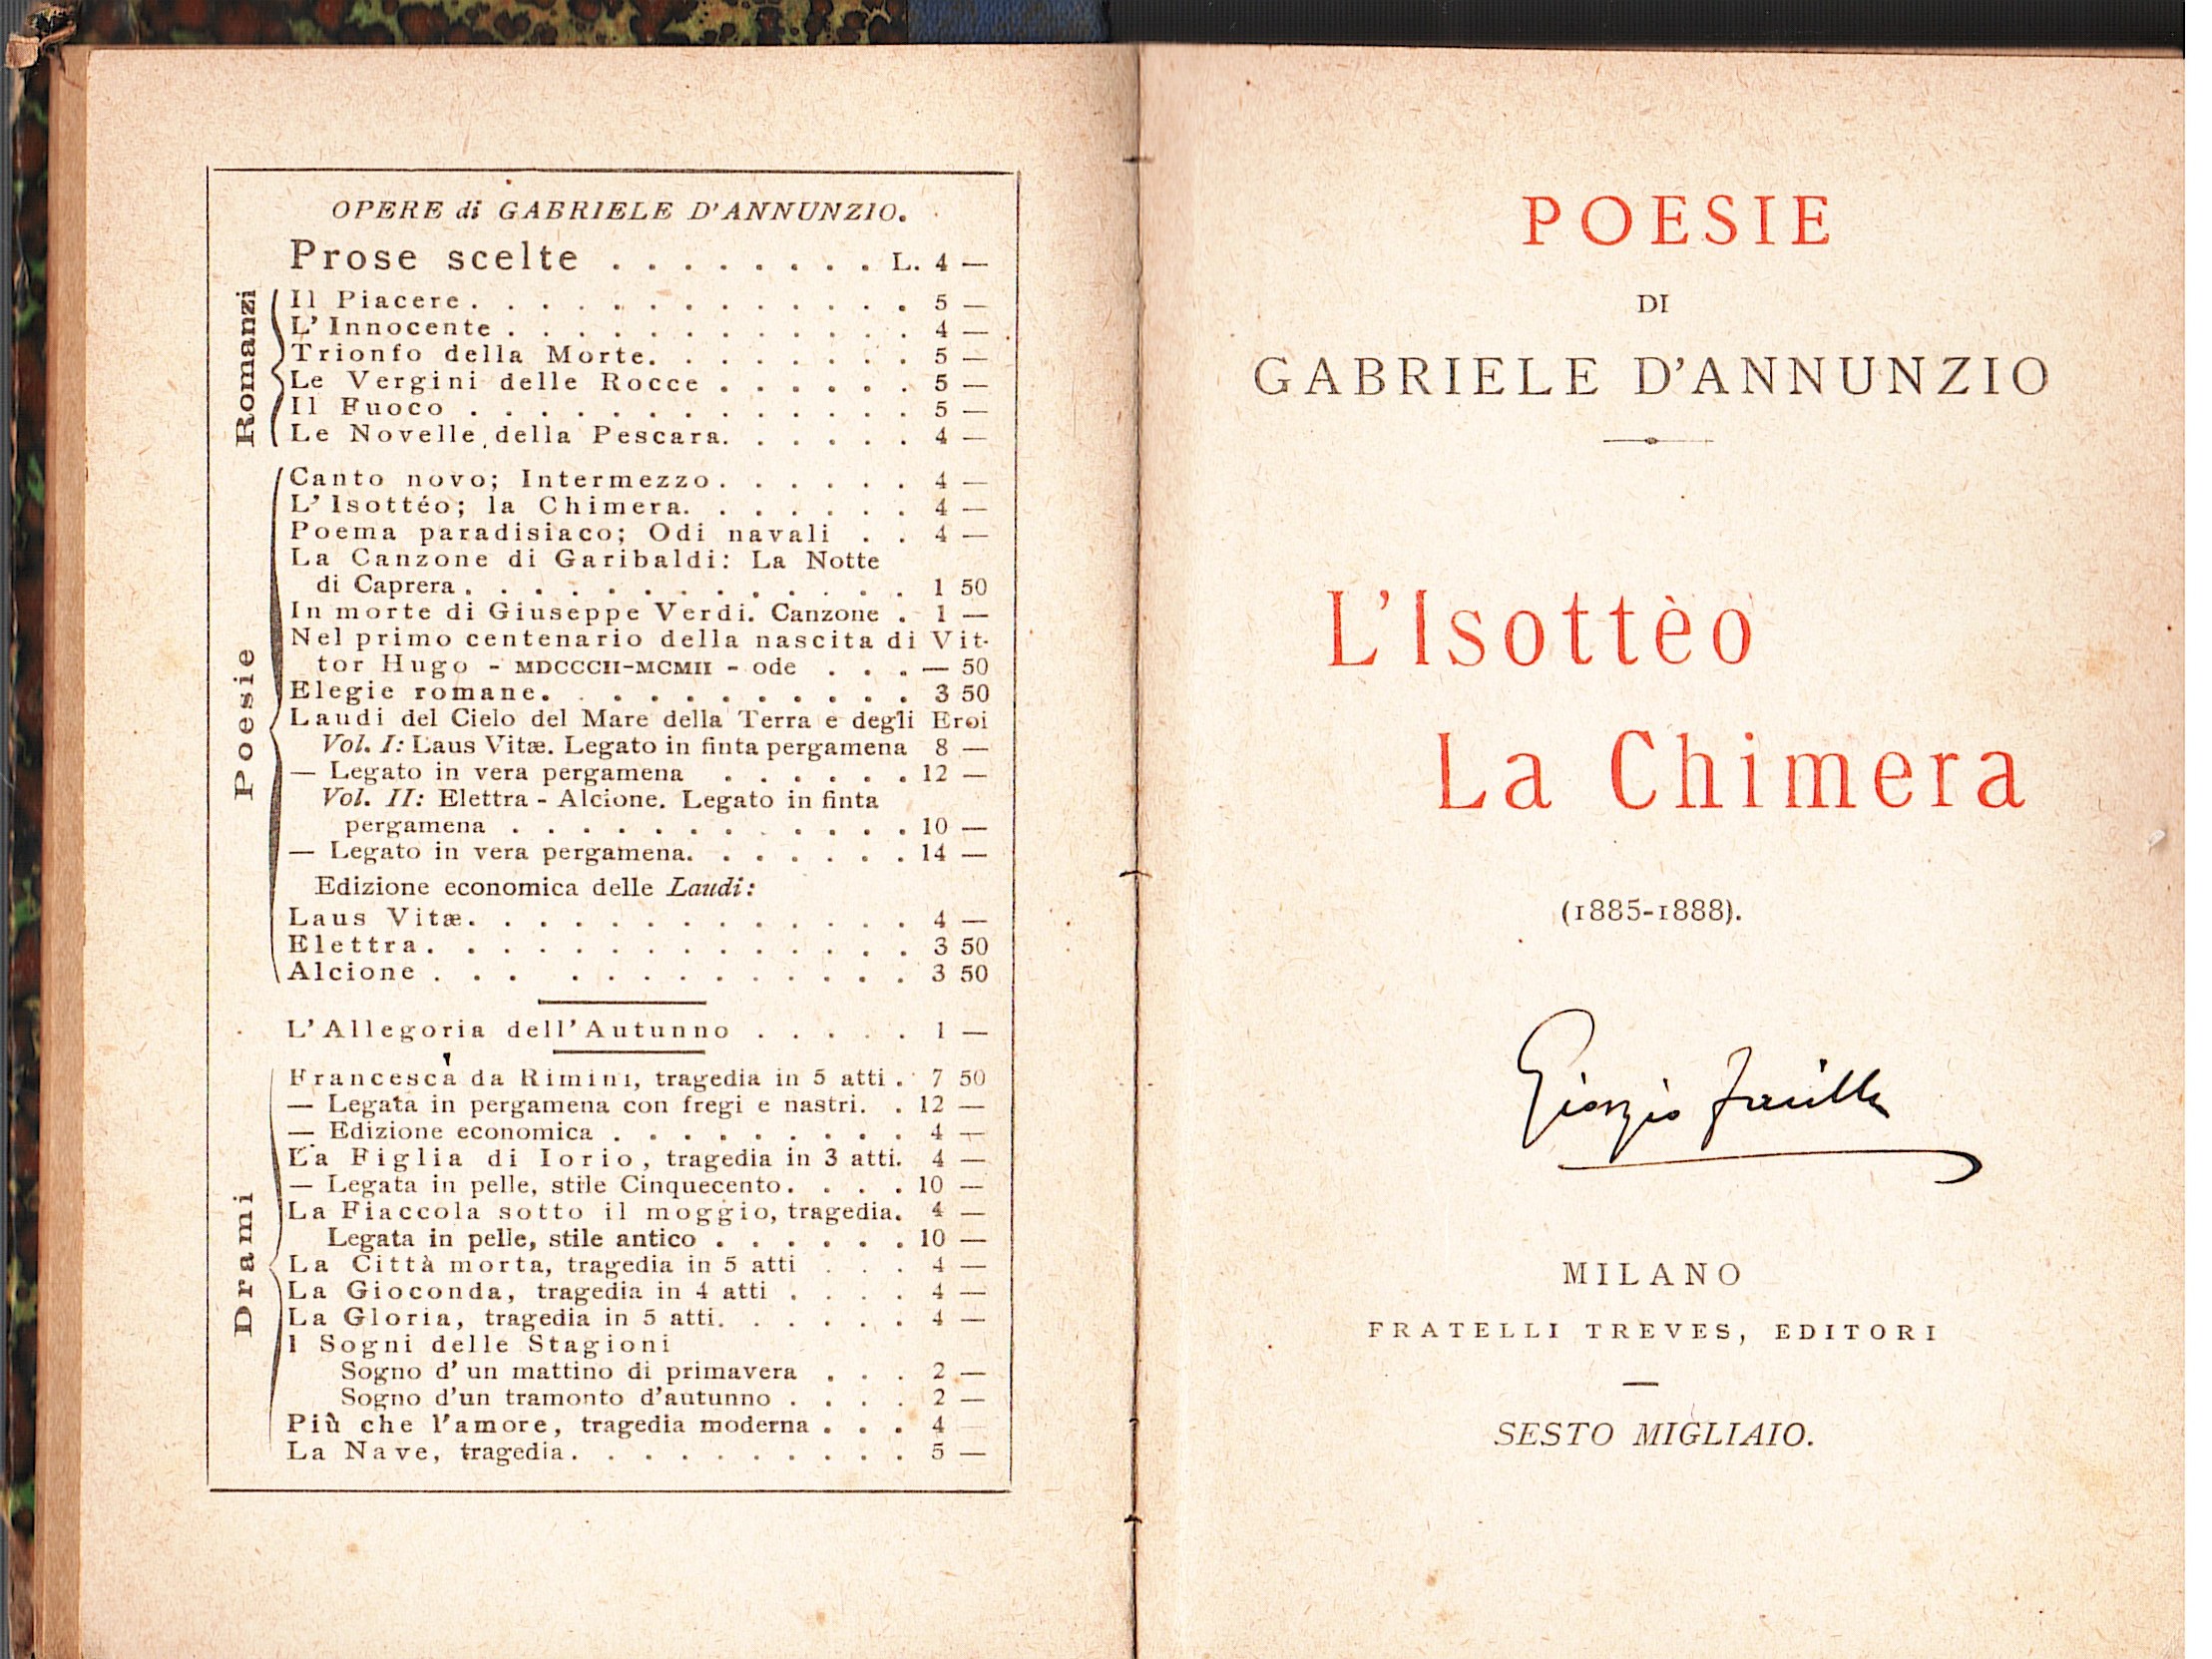 OPERE di GABRIELE D'ANNUNZIO.
Prose scelte . . . . . . . . L. 4 —
Romanzi
Il Piacere . . . . . . . . . . . . . 5 —
L'Innocente . . . . . . . . . . . . 4 —
Trionfo della Morte. . . . . . . . 5 —
Le Vergini delle Rocce . . . . . . 5 —
Il Fuoco . . . . . . . . . . . . . 5 —
Le Novelle della Pescara. . . . . . 4 —
Poesie
Canto novo; Intermezzo . . . . . . 4 —
L'Isottéo; la Chimera. . . . . . . 4 —
Poema paradisiaco; Odi navali . . 4 —
La Canzone di Garibaldi: La Notte
di Caprera . . . . . . . . . . . . . 1 50
In morte di Giuseppe Verdi. Canzone . 1 —
Nel primo centenario della nascita di Vit-
tor Hugo - MDCCCII-MCMII - ode . . . — 50
Elegie romane. . . . . . . . . . . 3 50
Laudi del Cielo del Mare della Terra e degli Eroi
Vol. I: Laus Vitæ. Legato in finta pergamena 8 —
— Legato in vera pergamena . . . . . . 12 —
Vol. II: Elettra - Alcione. Legato in finta
pergamena . . . . . . . . . . . . 10 —
— Legato in vera pergamena. . . . . . . 14 —
Edizione economica delle Laudi:
Laus Vitæ. . . . . . . . . . . . . 4 —
Elettra . . . . . . . . . . . . . . 3 50
Alcione . . . . . . . . . . . . . 3 50
L'Allegoria dell'Autunno . . . . . 1 —
Drami
Francesca da Rimini, tragedia in 5 atti . 7 50
— Legata in pergamena con fregi e nastri. . 12 —
— Edizione economica . . . . . . . . . 4 —
La Figlia di Iorio, tragedia in 3 atti. 4 —
— Legata in pelle, stile Cinquecento . . . . 10 —
La Fiaccola sotto il moggio, tragedia. 4 —
Legata in pelle, stile antico . . . . . . 10 —
La Città morta, tragedia in 5 atti . . . 4 —
La Gioconda, tragedia in 4 atti . . . . 4 —
La Gloria, tragedia in 5 atti. . . . . . 4 —
I Sogni delle Stagioni
Sogno d'un mattino di primavera . . . 2 —
Sogno d'un tramonto d'autunno . . . . 2 —
Più che l'amore, tragedia moderna . . . 4
La Nave, tragedia . . . . . . . . . . 5 —
POESIE
DI
GABRIELE D'ANNUNZIO
L'Isottèo
La Chimera
(1885-1888).
Giorgio
MILANO
FRATELLI TREVES, EDITORI
SESTO MIGLIAIO.